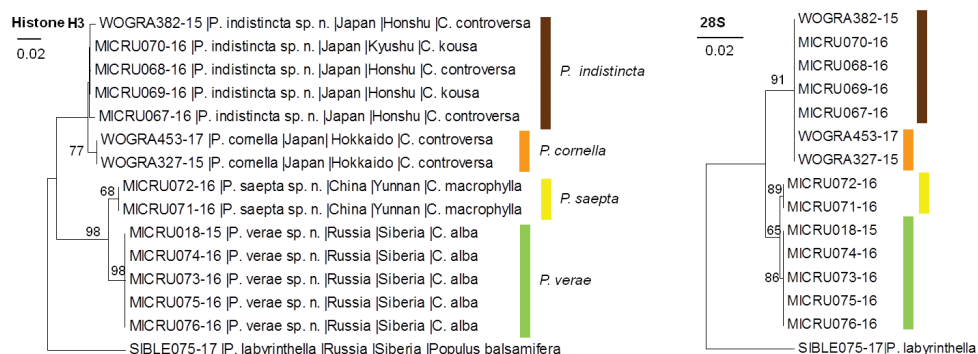 Histone H3
0.02
WOGRA382-15 |P. indistincta sp. n. |Japan |Honshu |C. controversa
MICRU070-16 |P. indistincta sp. n. |Japan |Kyushu |C. kousa
MICRU068-16 |P. indistincta sp. n. |Japan |Honshu |C. controversa
MICRU069-16 |P. indistincta sp. n. |Japan |Honshu |C. kousa
MICRU067-16 |P. indistincta sp. n. |Japan |Honshu |C. controversa
P. indistincta
77
WOGRA453-17 |P. cornella |Japan| Hokkaido |C. controversa
WOGRA327-15 |P. cornella |Japan| Hokkaido |C. controversa
P. cornella
68
MICRU072-16 |P. saepta sp. n. |China |Yunnan |C. macrophylla
MICRU071-16 |P. saepta sp. n. |China |Yunnan |C. macrophylla
P. saepta
98
98
MICRU018-15 |P. verae sp. n. |Russia |Siberia |C. alba
MICRU074-16 |P. verae sp. n. |Russia |Siberia |C. alba
MICRU073-16 |P. verae sp. n. |Russia |Siberia |C. alba
MICRU075-16 |P. verae sp. n. |Russia |Siberia |C. alba
MICRU076-16 |P. verae sp. n. |Russia |Siberia |C. alba
P. verae
SIBLE075-17 |P. labyrinthella |Russia |Siberia |Populus balsamifera
28S
0.02
WOGRA382-15
MICRU070-16
MICRU068-16
MICRU069-16
MICRU067-16
91
WOGRA453-17
WOGRA327-15
MICRU072-16
89
MICRU071-16
65
MICRU018-15
MICRU074-16
86
MICRU073-16
MICRU075-16
MICRU076-16
SIBLE075-17|P. labyrinthella